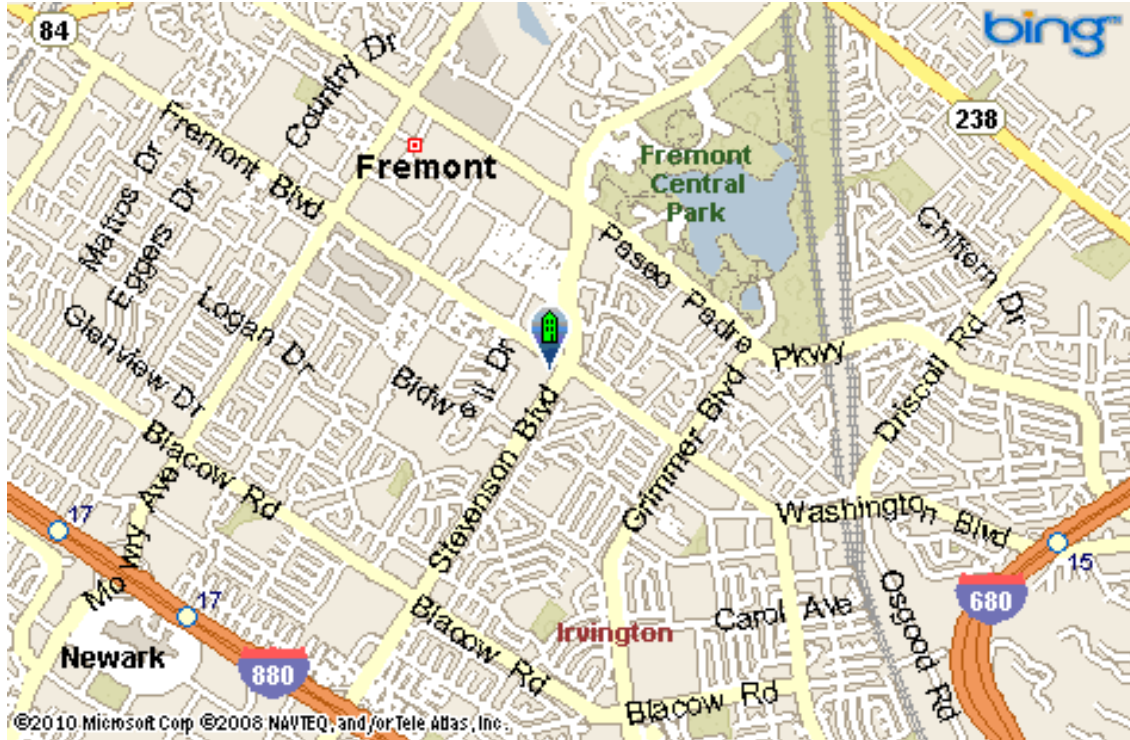 84
bing™
Country Dr
238
Fremont Blvd
Fremont
Fremont
Central
Park
Mattos Dr
Eggers Dr
Chiltern Dr
Paseo Padre
Pkwy
Logan Dr
Glenview Dr
Bidwell Dr
Driscoll Rd
Stevenson Blvd
Grimmer Blvd
Blacow Rd
Mowry Ave
Washington Blvd
17
15
17
680
Osgood Rd
Carol Ave
Irvington
Blacow Rd
Newark
880
Blacow Rd
©2010 Microsoft Corp ©2008 NAVTEQ, and/or Tele Atlas, Inc.